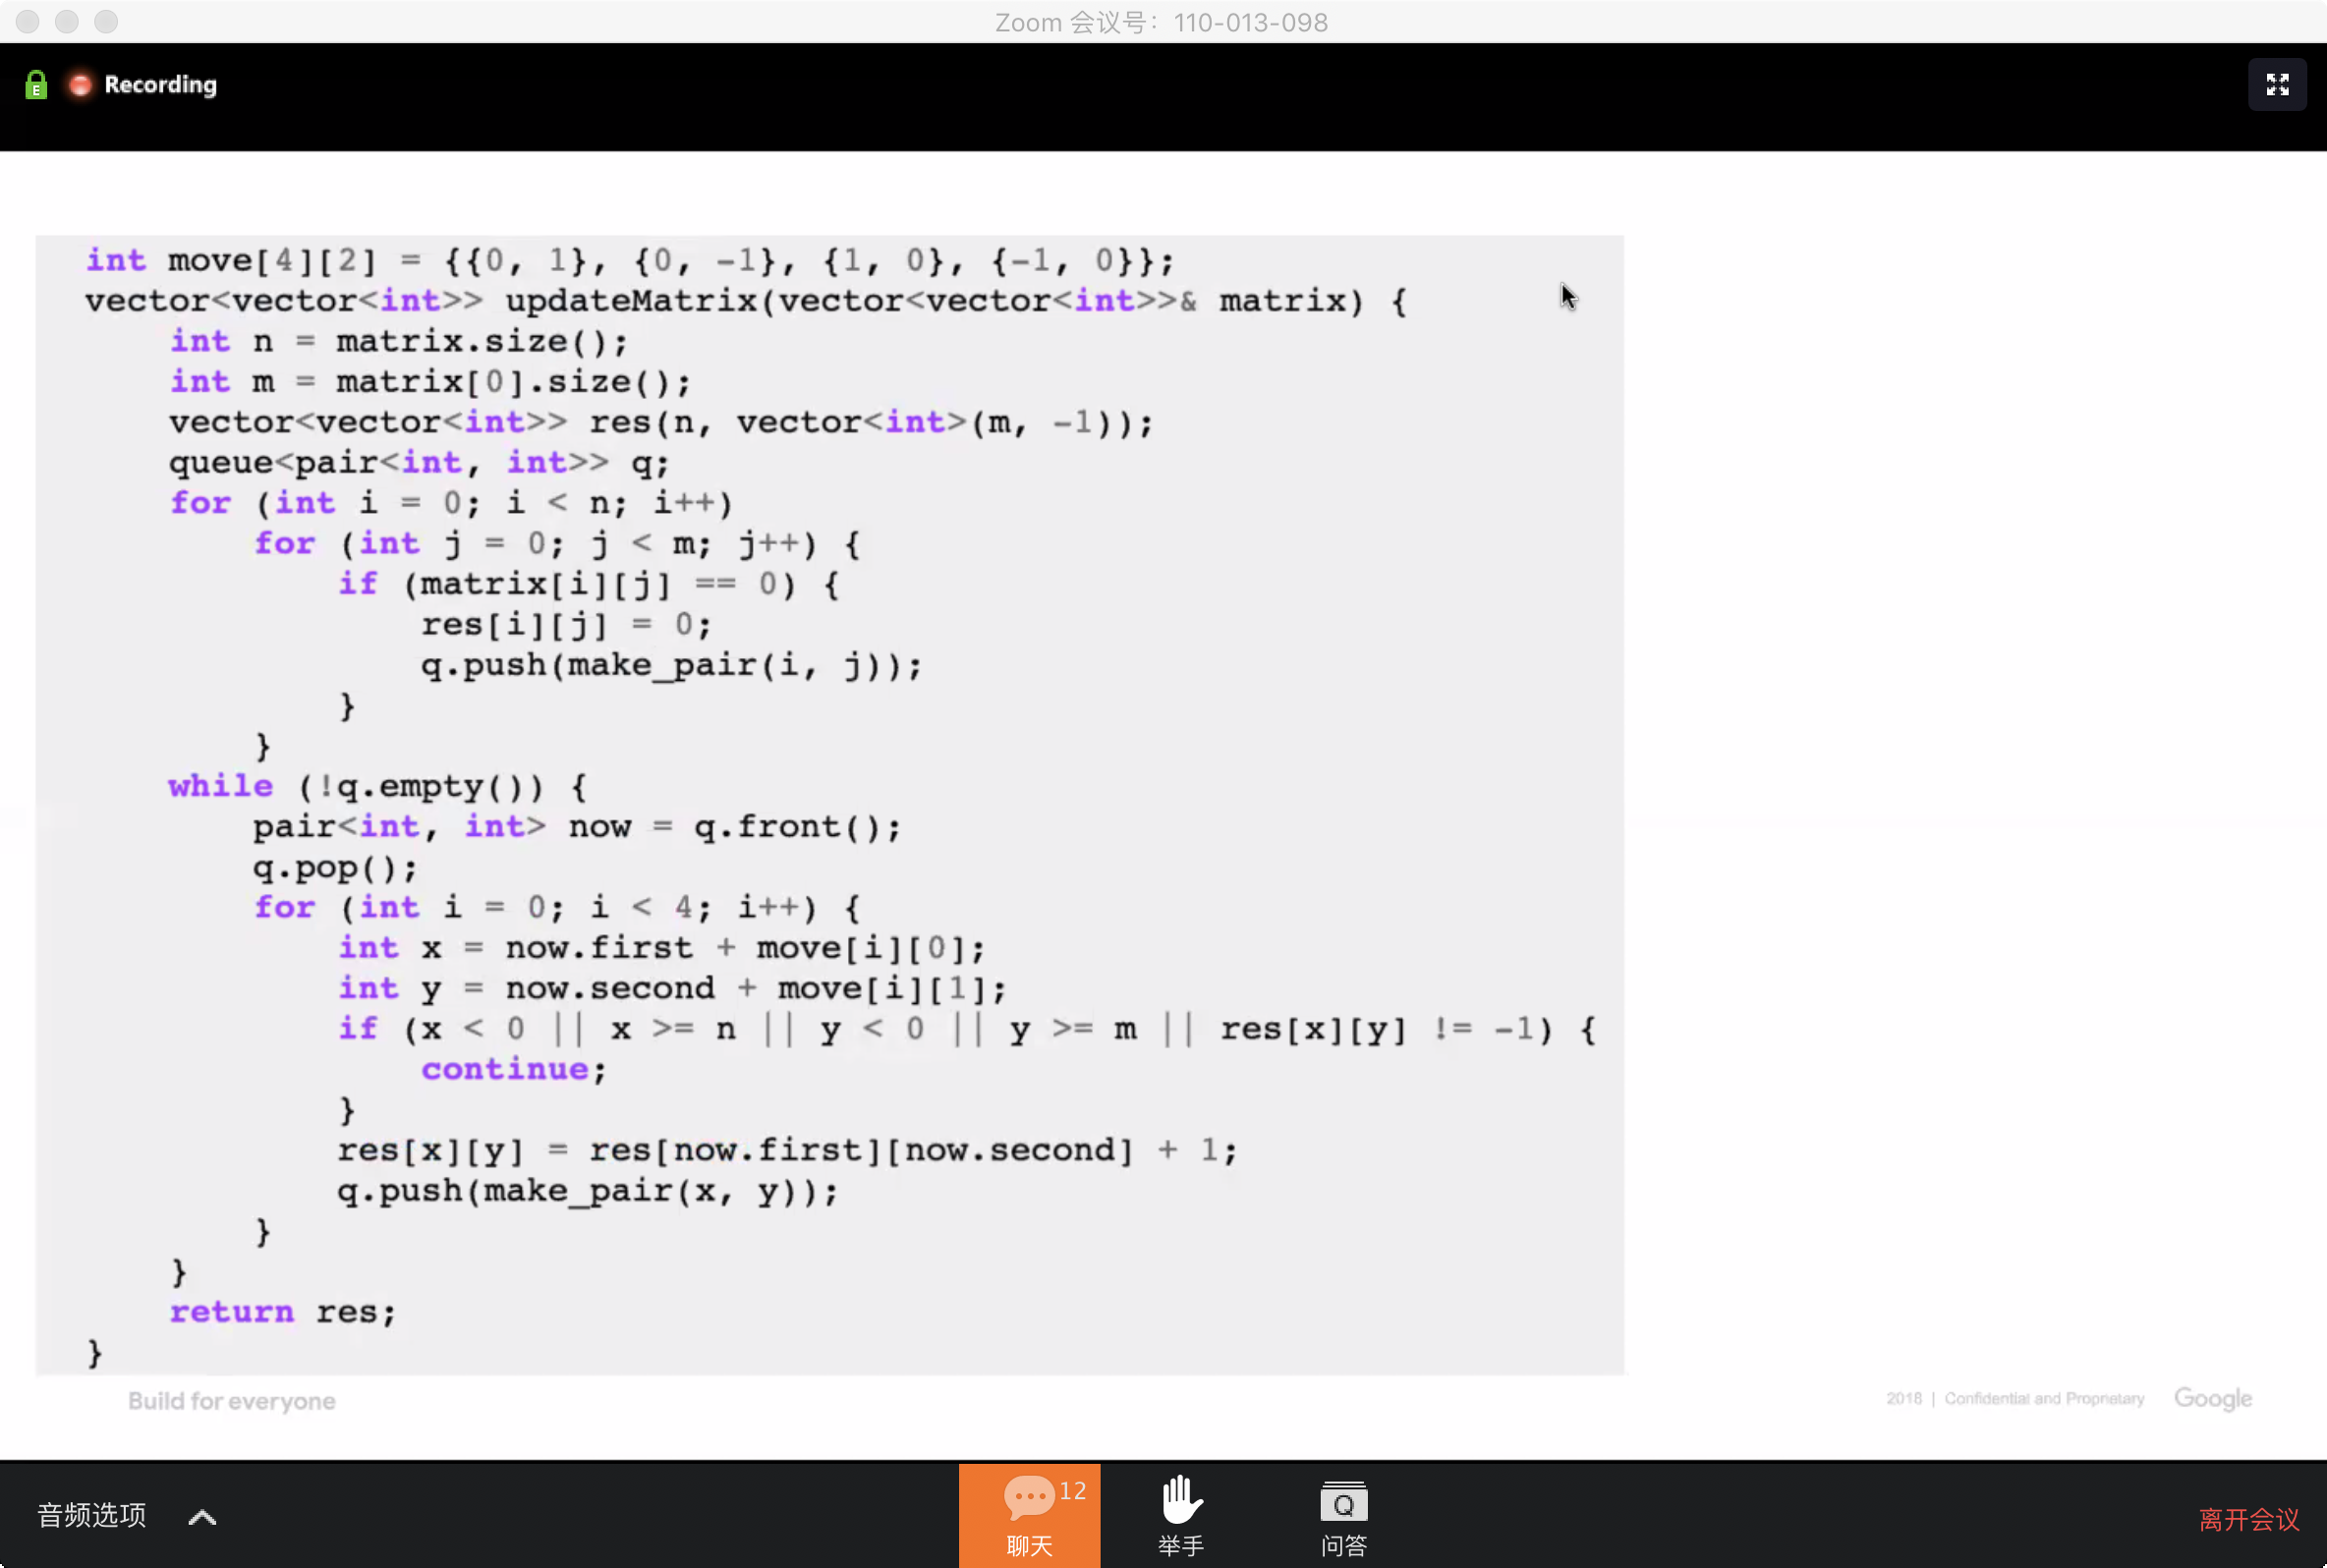 Zoom 会议号：110-013-098
E
Recording
int move[4][2] = {{0, 1}, {0, -1}, {1, 0}, {-1, 0}};
vector<vector<int>> updateMatrix(vector<vector<int>>& matrix) {
int n = matrix.size();
int m = matrix[0].size();
vector<vector<int>> res(n, vector<int>(m, -1));
queue<pair<int, int>> q;
for (int i = 0; i < n; i++)
for (int j = 0; j < m; j++) {
if (matrix[i][j] == 0) {
res[i][j] = 0;
q.push(make_pair(i, j));
}
}
while (!q.empty()) {
pair<int, int> now = q.front();
q.pop();
for (int i = 0; i < 4; i++) {
int x = now.first + move[i][0];
int y = now.second + move[i][1];
if (x < 0 || x >= n || y < 0 || y >= m || res[x][y] != -1) {
continue;
}
res[x][y] = res[now.first][now.second] + 1;
q.push(make_pair(x, y));
}
}
return res;
}
Build for everyone
2018 | Confidential and Proprietary Google
音频选项
12
聊天
举手
Q
问答
离开会议